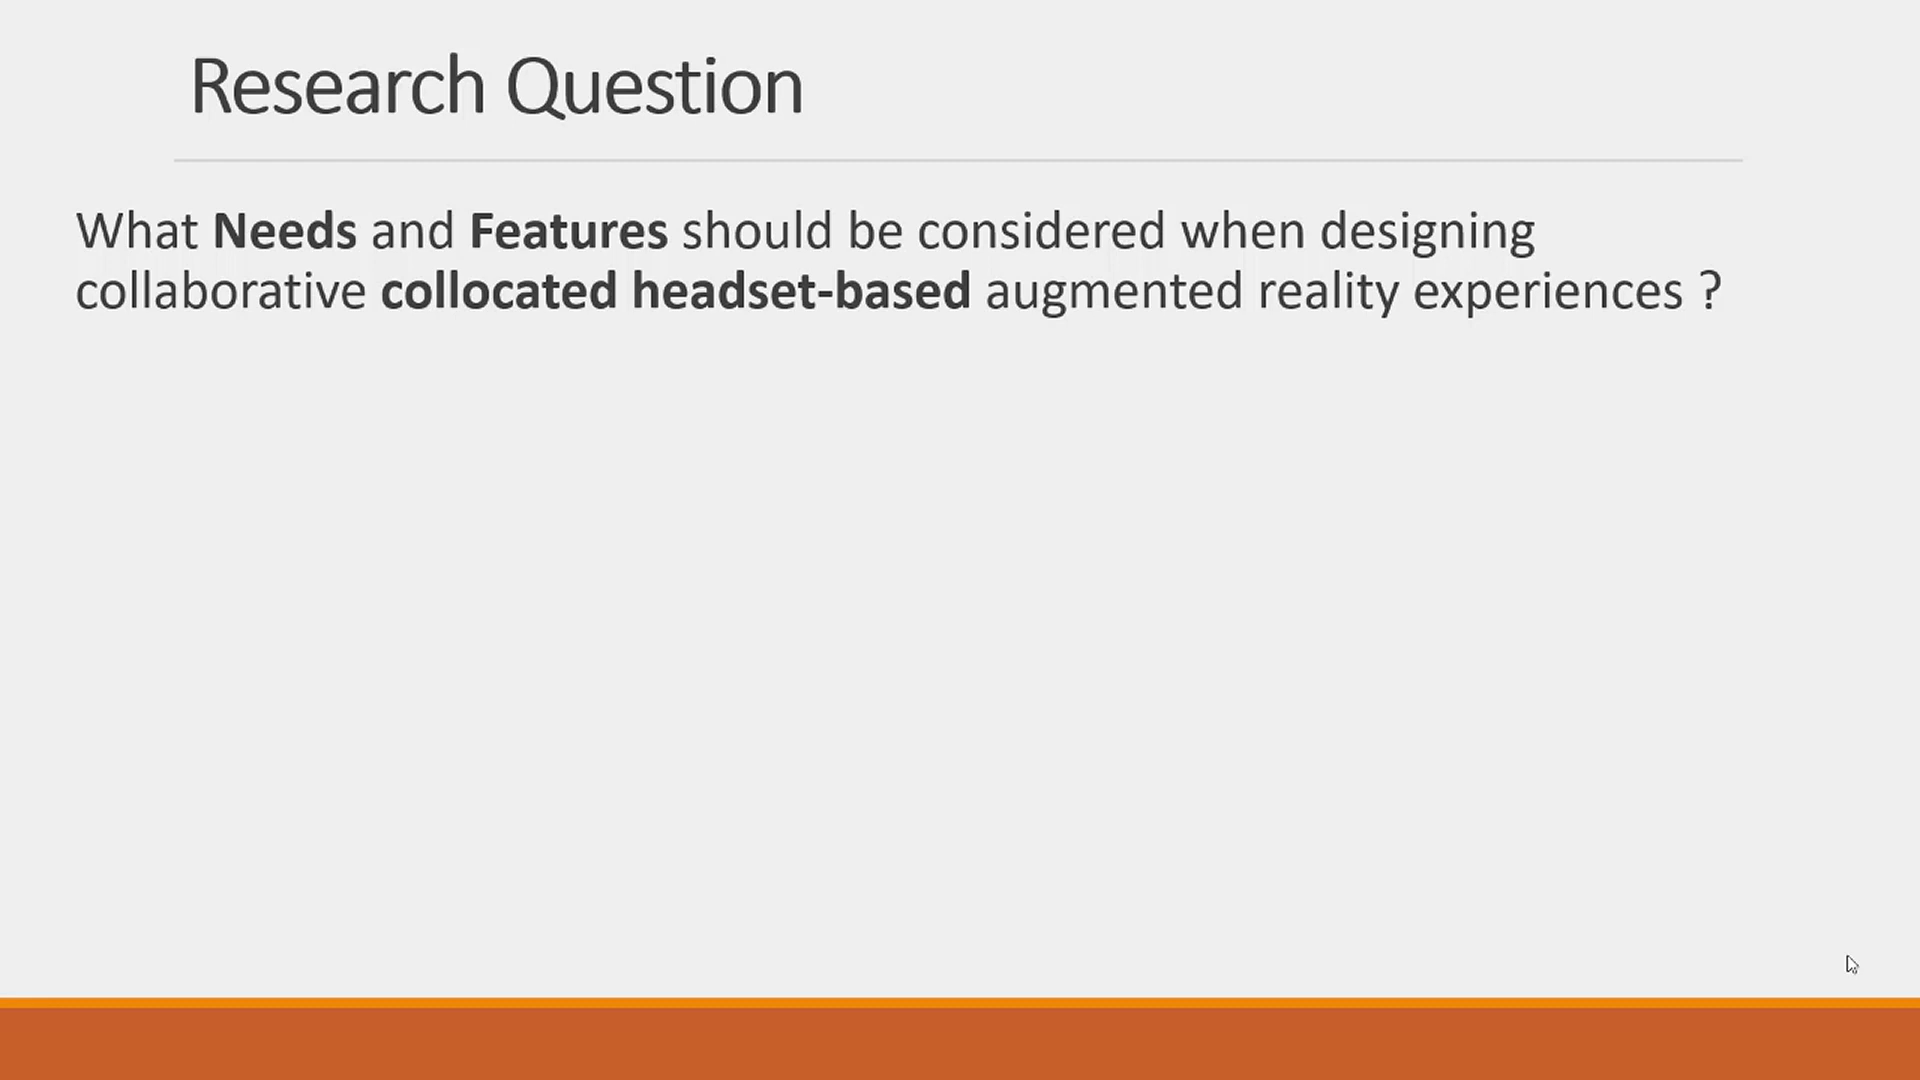 Research Question
What Needs and Features should be considered when designing
collaborative collocated headset-based augmented reality experiences ?